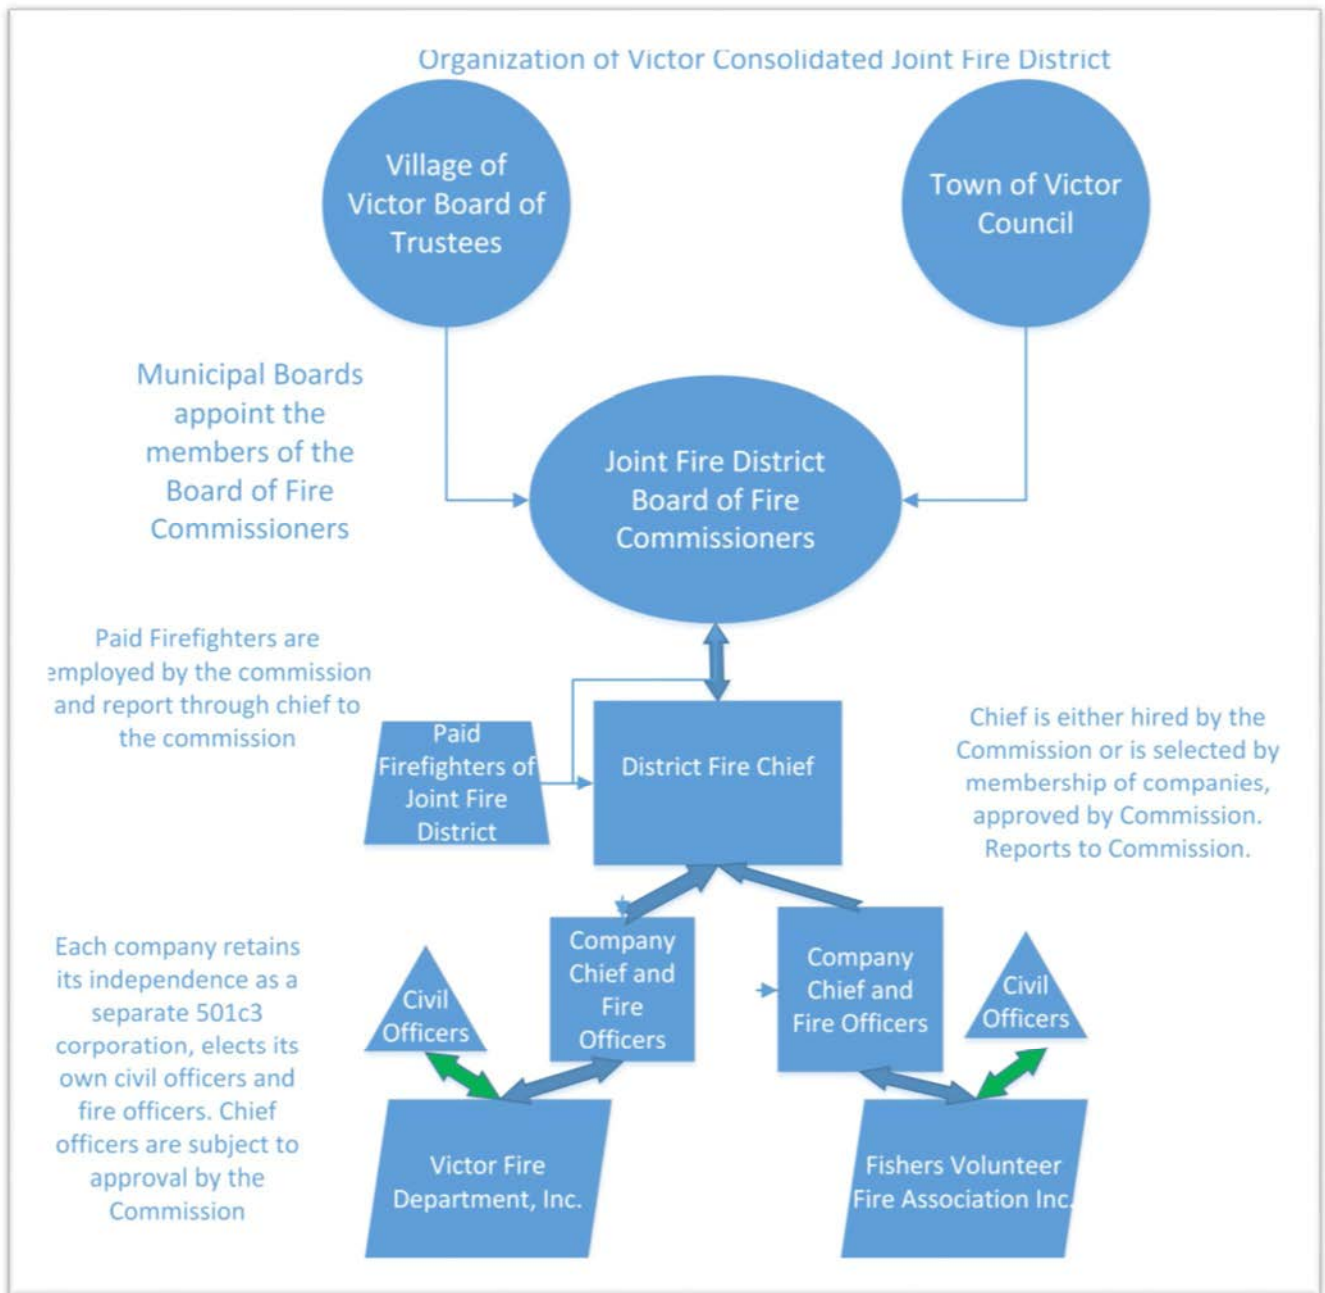 Organization of Victor Consolidated Joint Fire District
Village of
Victor Board of
Trustees
Town of Victor
Council
Municipal Boards
appoint the
members of the
Board of Fire
Commissioners
Joint Fire District
Board of Fire
Commissioners
Paid Firefighters are
employed by the commission
and report through chief to
the commission
Paid
Firefighters of
Joint Fire
District
District Fire Chief
Chief is either hired by the
Commission or is selected by
membership of companies,
approved by Commission.
Reports to Commission.
Each company retains
its independence as a
separate 501c3
corporation, elects its
own civil officers and
fire officers. Chief
officers are subject to
approval by the
Commission
Civil
Officers
Company
Chief and
Fire
Officers
Company
Chief and
Fire Officers
Civil
Officers
Victor Fire
Department, Inc.
Fishers Volunteer
Fire Association Inc.